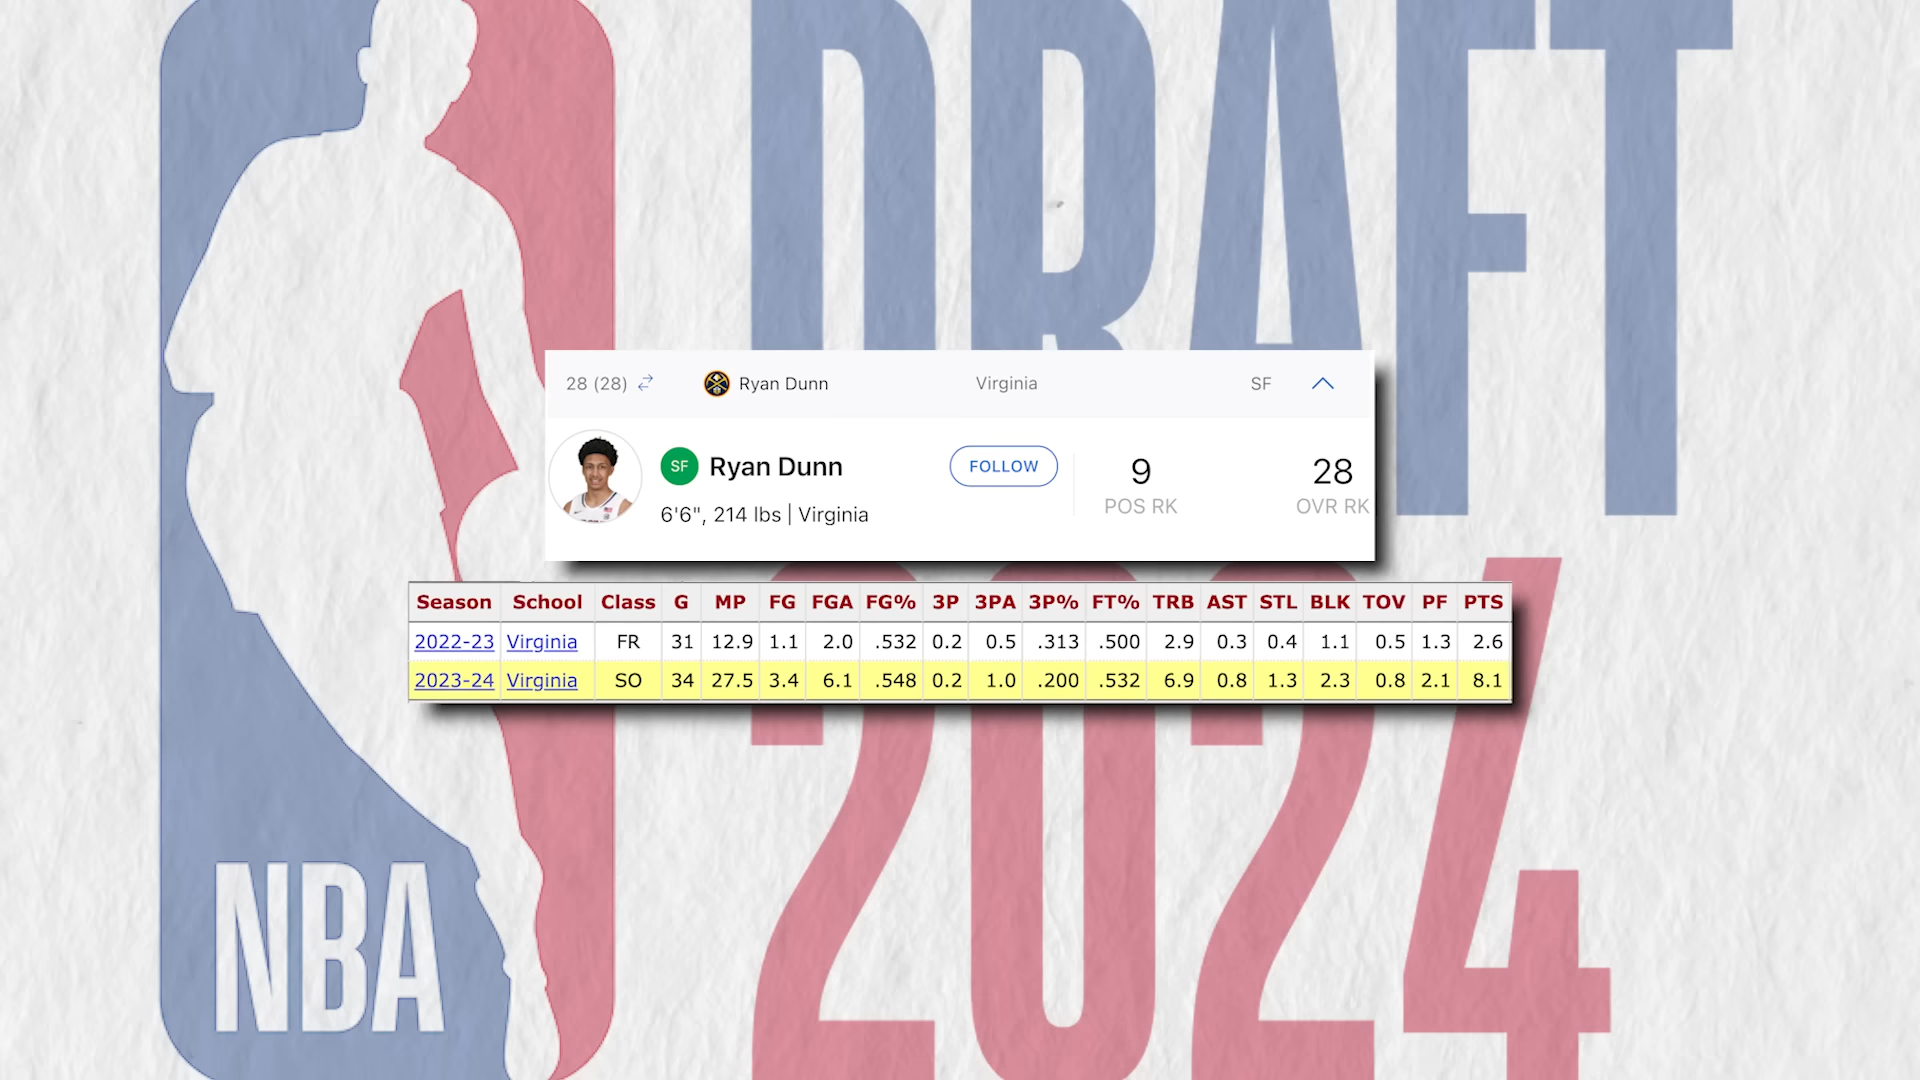 DRAFT
28 (28) Ryan Dunn Virginia SF
SF Ryan Dunn FOLLOW 9 28
6'6", 214 lbs | Virginia POS RK OVR RK
Season School Class G MP FG FGA FG% 3P 3PA 3P% FT% TRB AST STL BLK TOV PF PTS
2022-23 Virginia FR 31 12.9 1.1 2.0 .532 0.2 0.5 .313 .500 2.9 0.3 0.4 1.1 0.5 1.3 2.6
2023-24 Virginia SO 34 27.5 3.4 6.1 .548 0.2 1.0 .200 .532 6.9 0.8 1.3 2.3 0.8 2.1 8.1
2024
NBA